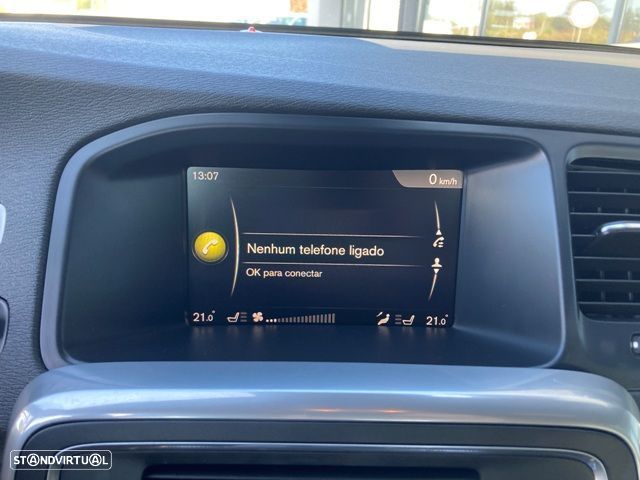 13:07
0 km/h
Nenhum telefone ligado
OK para conectar
21.0° 21.0°
STANDVIRTUAL